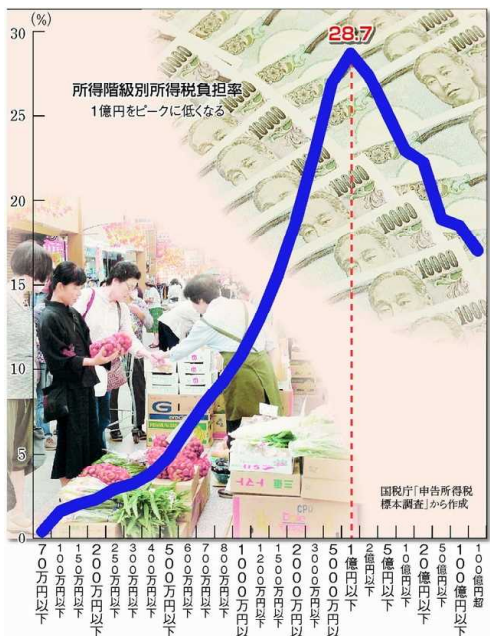 (%)
30
25
20
15
10
5
0
28.7
所得階級別所得税負担率
1億円をピークに低くなる
10000
10000
10000
10000
10000
国税庁「申告所得税
標本調査」から作成
70万円以下
100万円以下
150万円以下
200万円以下
250万円以下
300万円以下
400万円以下
500万円以下
600万円以下
700万円以下
800万円以下
1000万円以
1200万円以下
1500万円以下
2000万円以
3000万円以下
5000万円以
1億円以下
2億円以下
5億円以下
10億円以下
20億円以下
50億円以下
100億円以下
100億円超